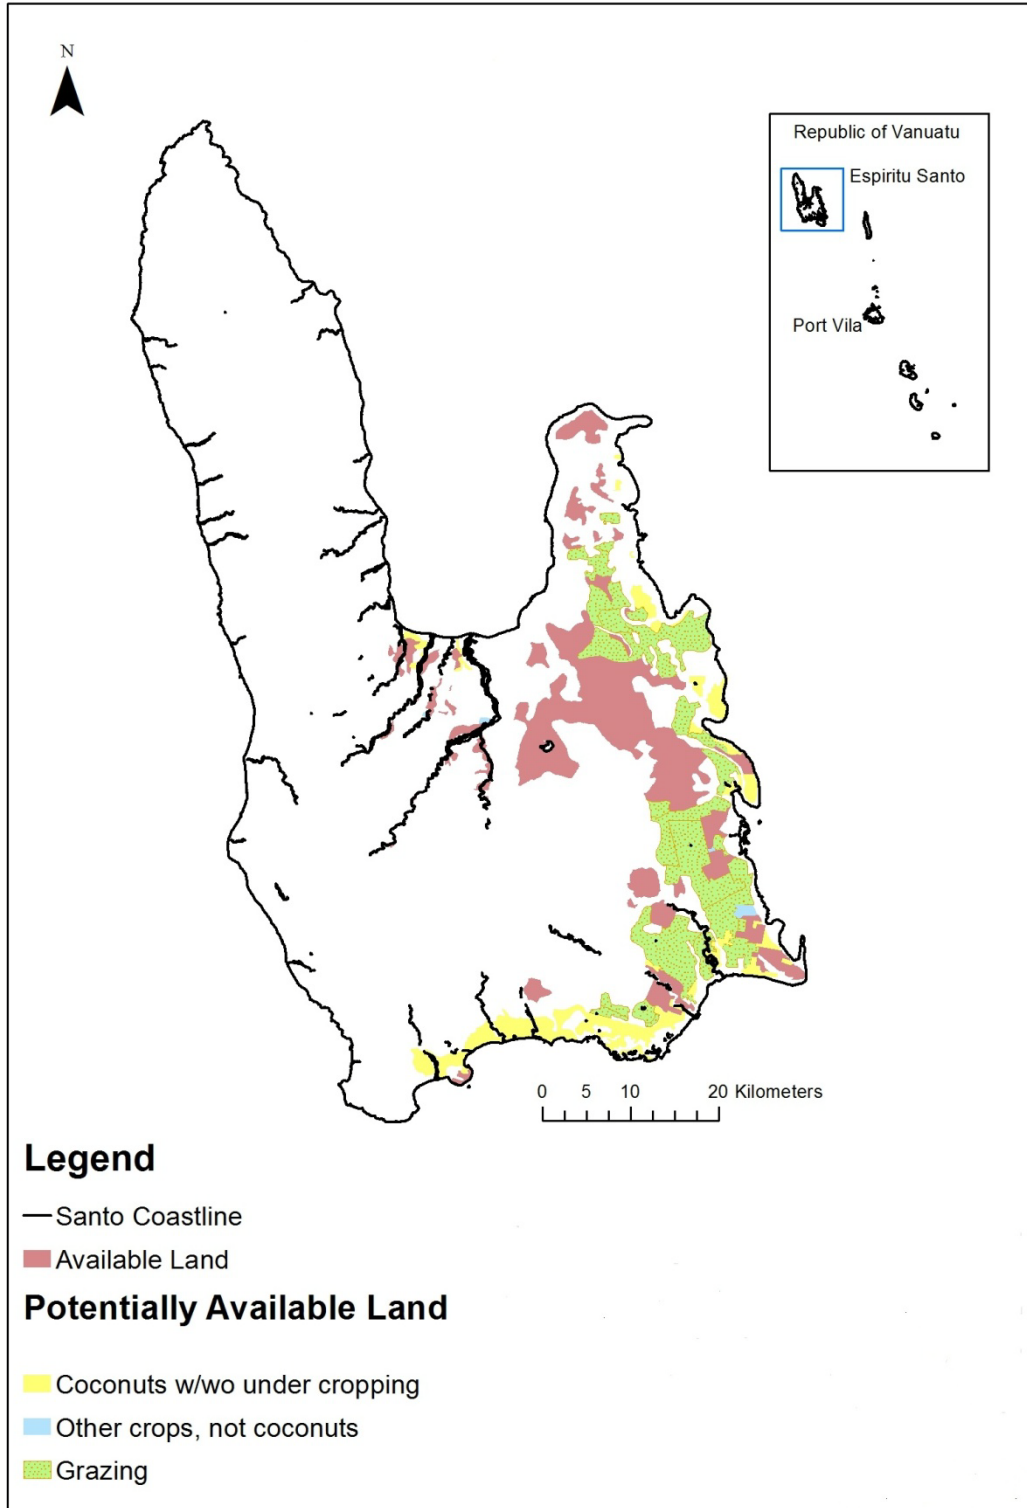 N
Republic of Vanuatu
Espiritu Santo
Port Vila
0 5 10 20 Kilometers
Legend
Santo Coastline
Available Land
Potentially Available Land
Coconuts w/wo under cropping
Other crops, not coconuts
Grazing